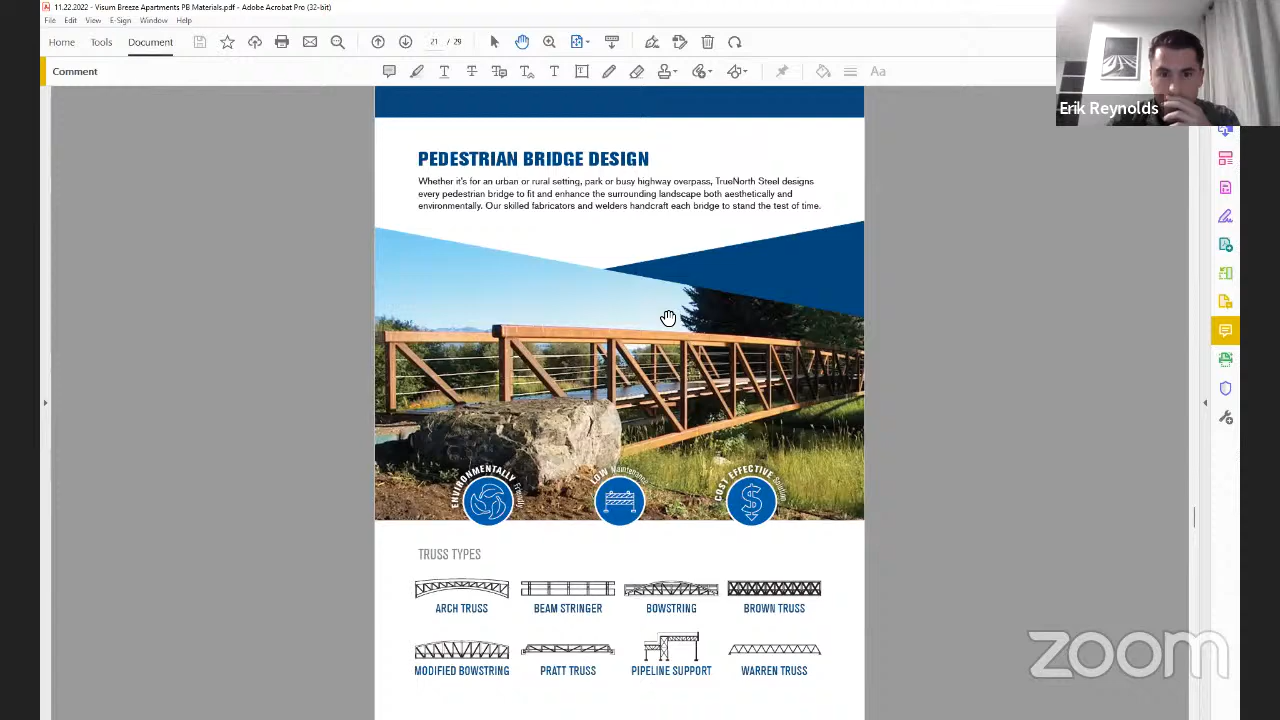 11.22.2022 - Visum Breeze Apartments PB Materials.pdf - Adobe Acrobat Pro (32-bit)
File Edit View E-Sign Window Help
Home Tools Document 21 / 29
Comment
Aa
Erik Reynolds
PEDESTRIAN BRIDGE DESIGN
Whether it's for an urban or rural setting, park or busy highway overpass, TrueNorth Steel designs
every pedestrian bridge to fit and enhance the surrounding landscape both aesthetically and
environmentally. Our skilled fabricators and welders handcraft each bridge to stand the test of time.
ENVIRONMENTALLY Friendly
LOW Maintenance
COST EFFECTIVE Solution
TRUSS TYPES
ARCH TRUSS BEAM STRINGER BOWSTRING BROWN TRUSS
MODIFIED BOWSTRING PRATT TRUSS PIPELINE SUPPORT WARREN TRUSS
zoom